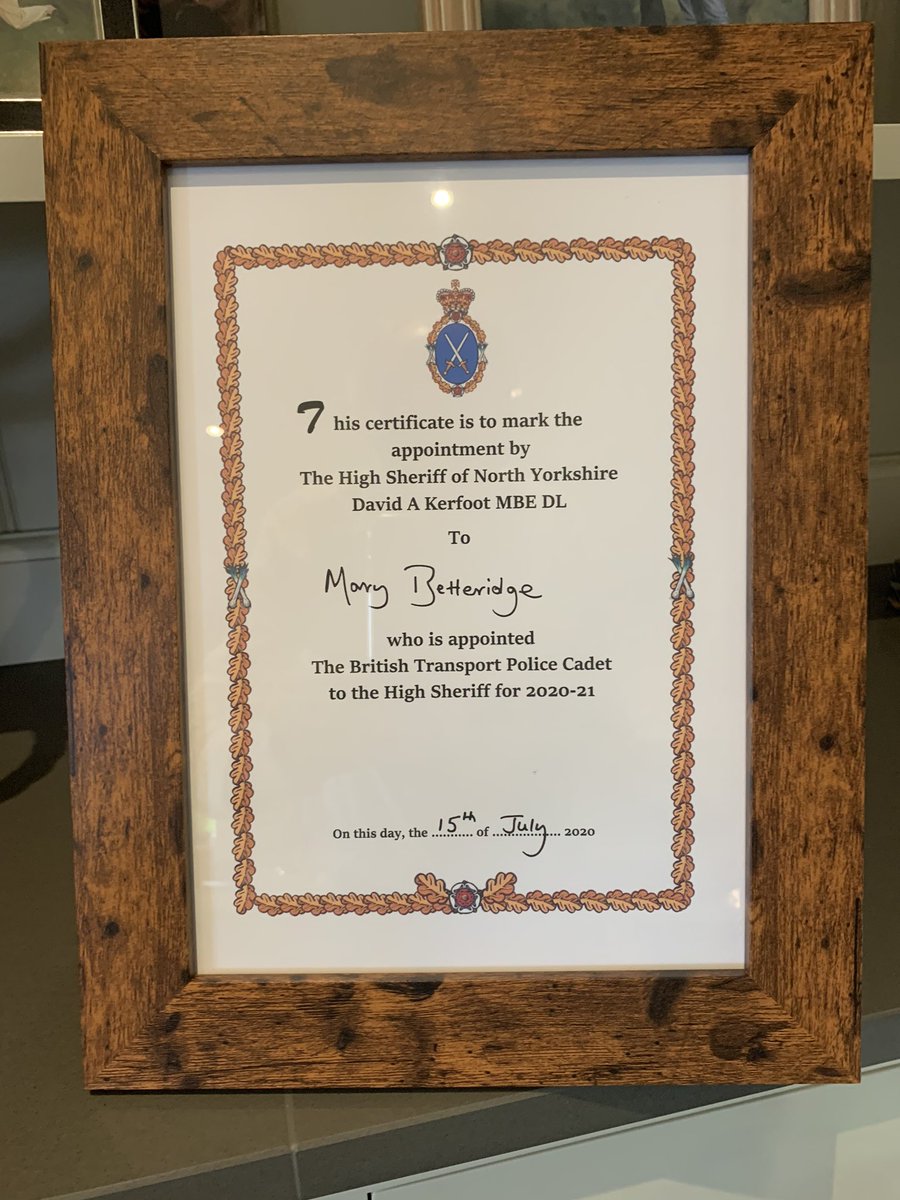 This certificate is to mark the
appointment by
The High Sheriff of North Yorkshire
David A Kerfoot MBE DL
To
Mary Betteridge
who is appointed
The British Transport Police Cadet
to the High Sheriff for 2020-21
On this day, the 15th of July 2020